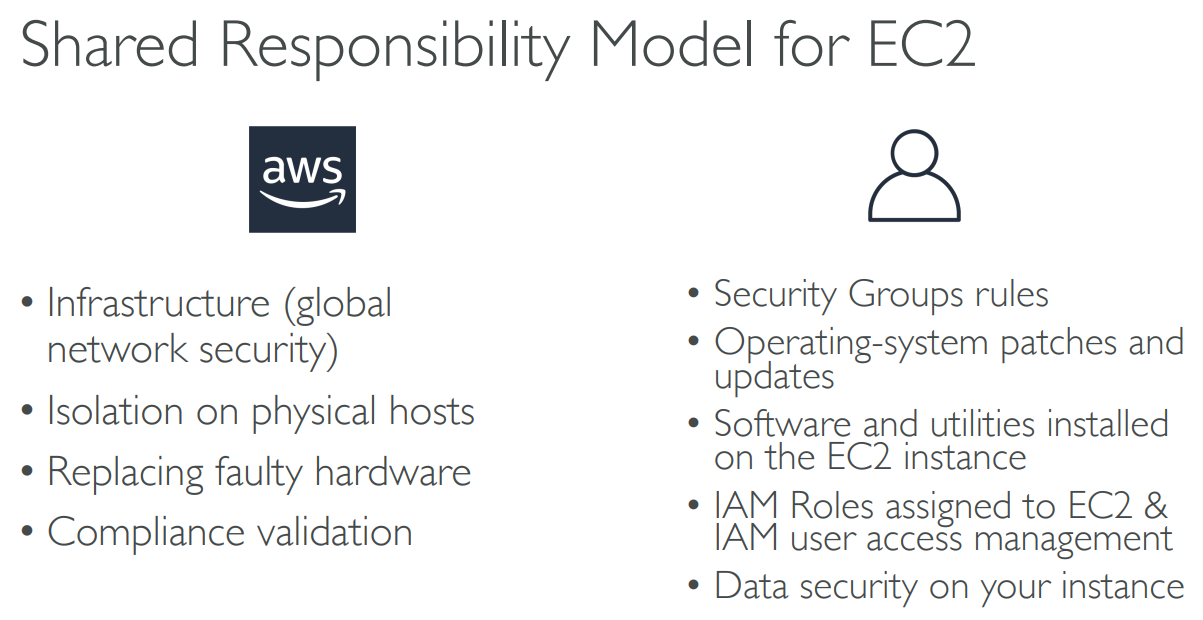 Shared Responsibility Model for EC2
aws
• Infrastructure (global
network security)
• Isolation on physical hosts
• Replacing faulty hardware
• Compliance validation
• Security Groups rules
• Operating-system patches and
updates
• Software and utilities installed
on the EC2 instance
• IAM Roles assigned to EC2 &
IAM user access management
• Data security on your instance